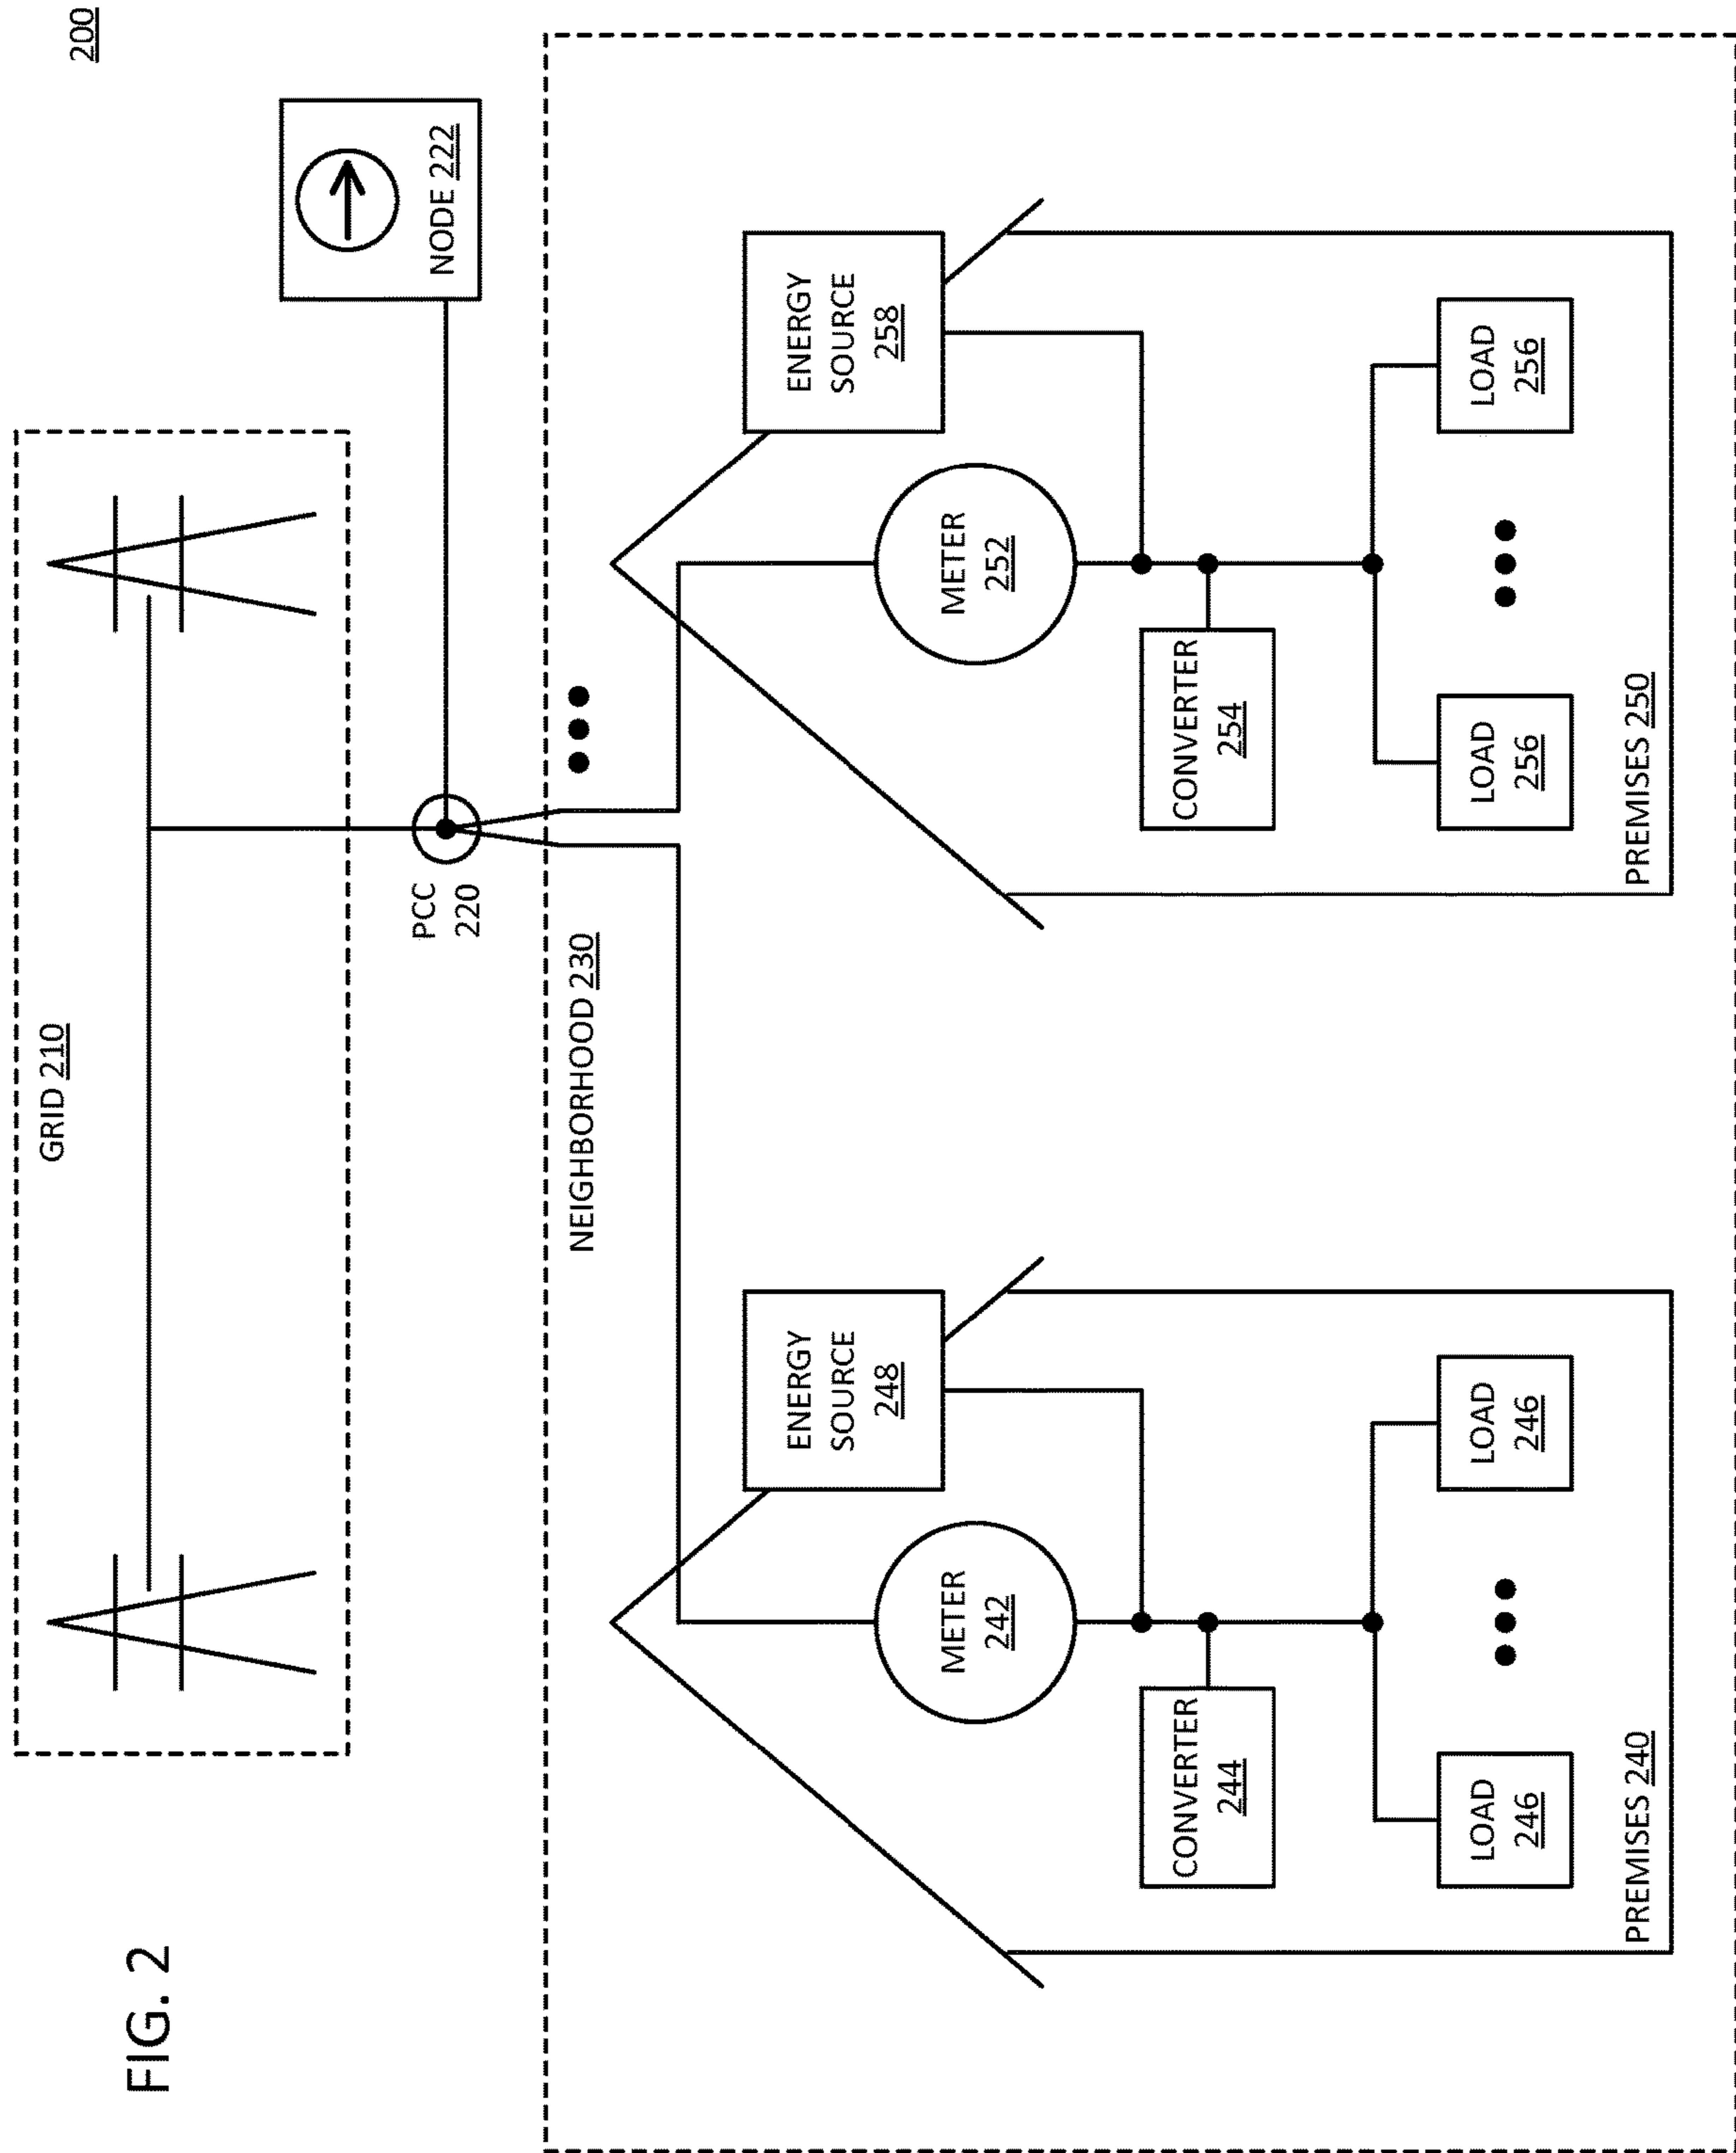 FIG. 2
200
GRID 210
PCC
220
NODE 222
NEIGHBORHOOD 230
ENERGY
SOURCE
248
METER
242
CONVERTER
244
LOAD
246
LOAD
246
PREMISES 240
ENERGY
SOURCE
258
METER
252
CONVERTER
254
LOAD
256
LOAD
256
PREMISES 250